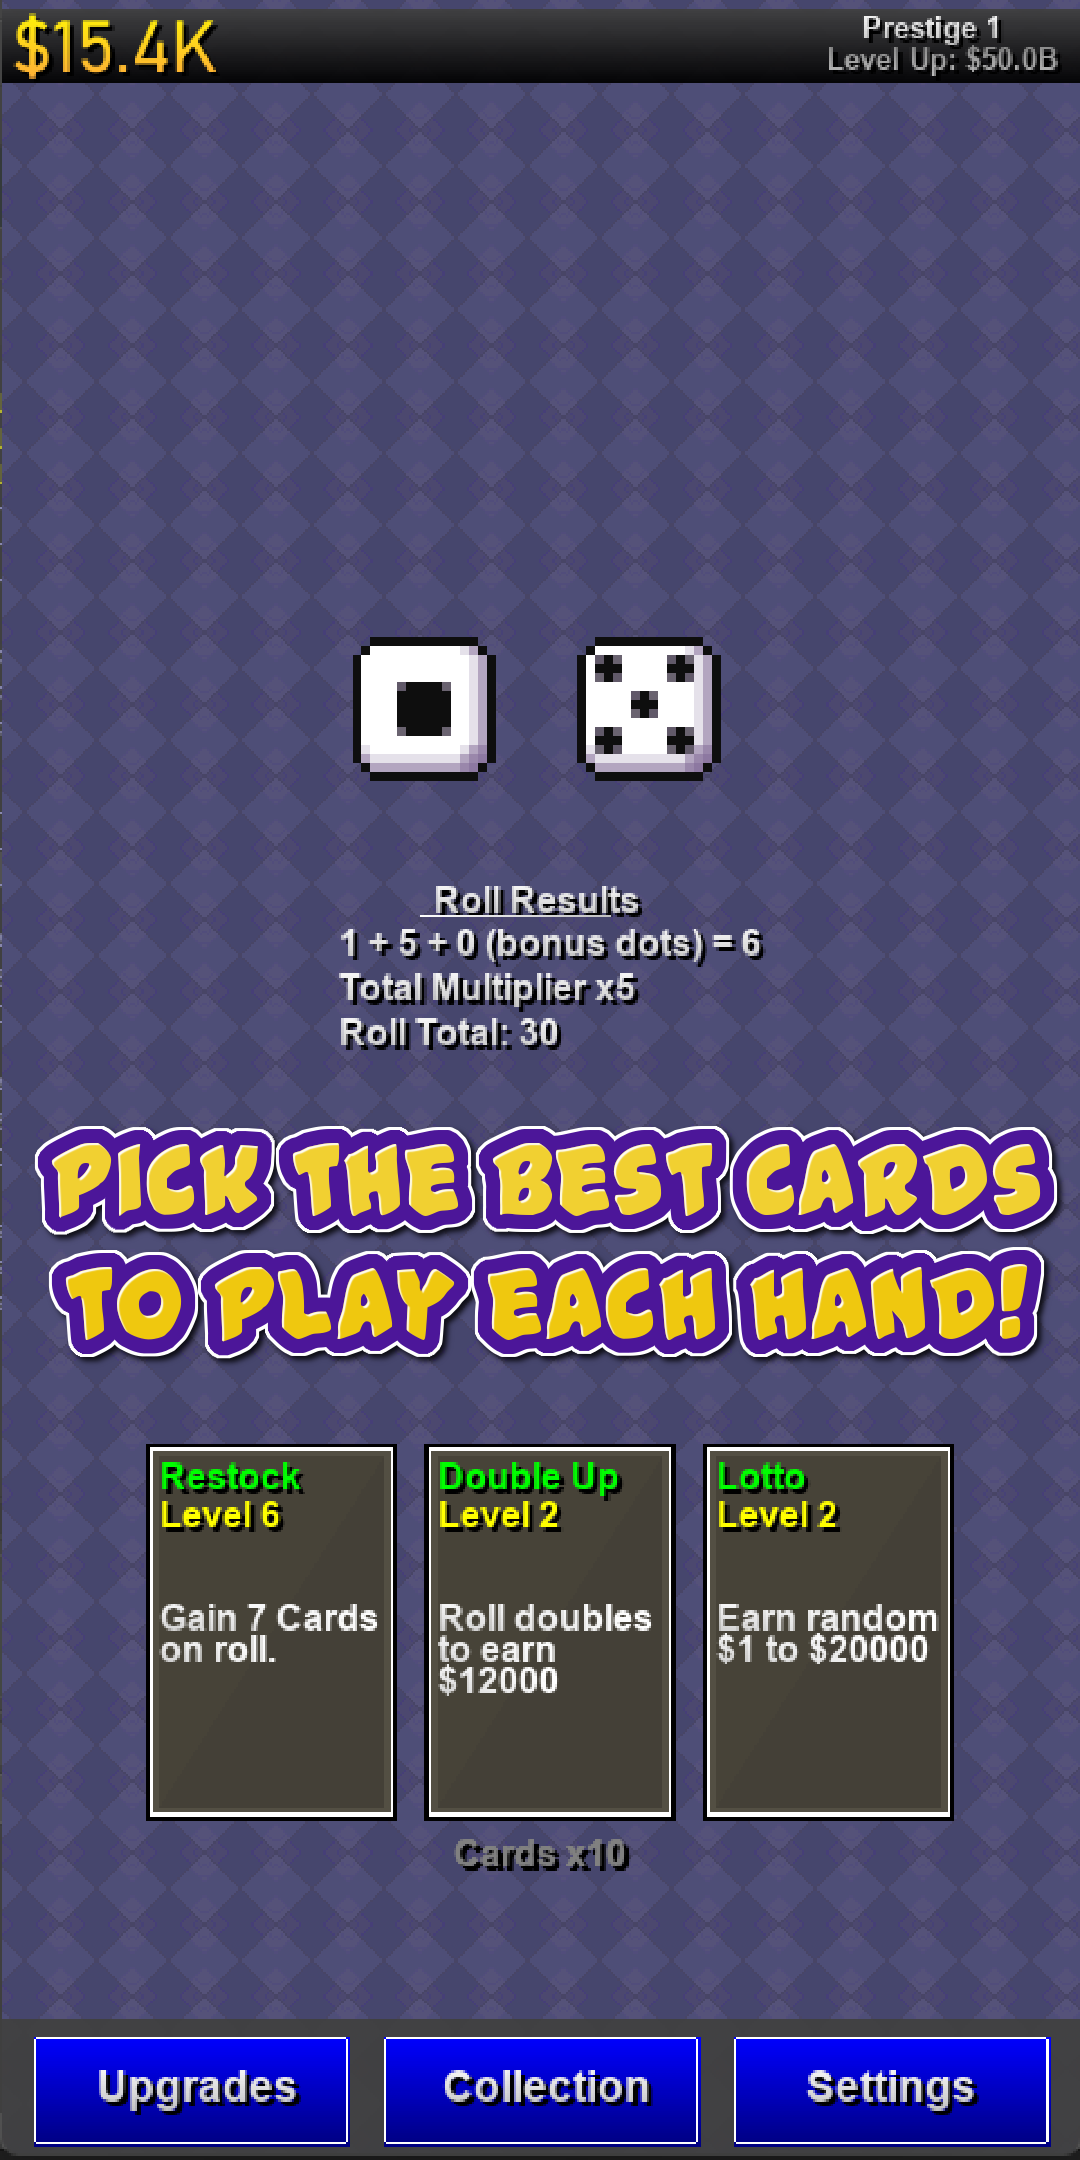 $15.4K
Prestige 1
Level Up: $50.0B
Roll Results
1 + 5 + 0 (bonus dots) = 6
Total Multiplier x5
Roll Total: 30
PICK THE BEST CARDS
TO PLAY EACH HAND!
Restock
Level 6
Gain 7 Cards
on roll.
Double Up
Level 2
Roll doubles
to earn
$12000
Lotto
Level 2
Earn random
$1 to $20000
Cards x10
Upgrades
Collection
Settings